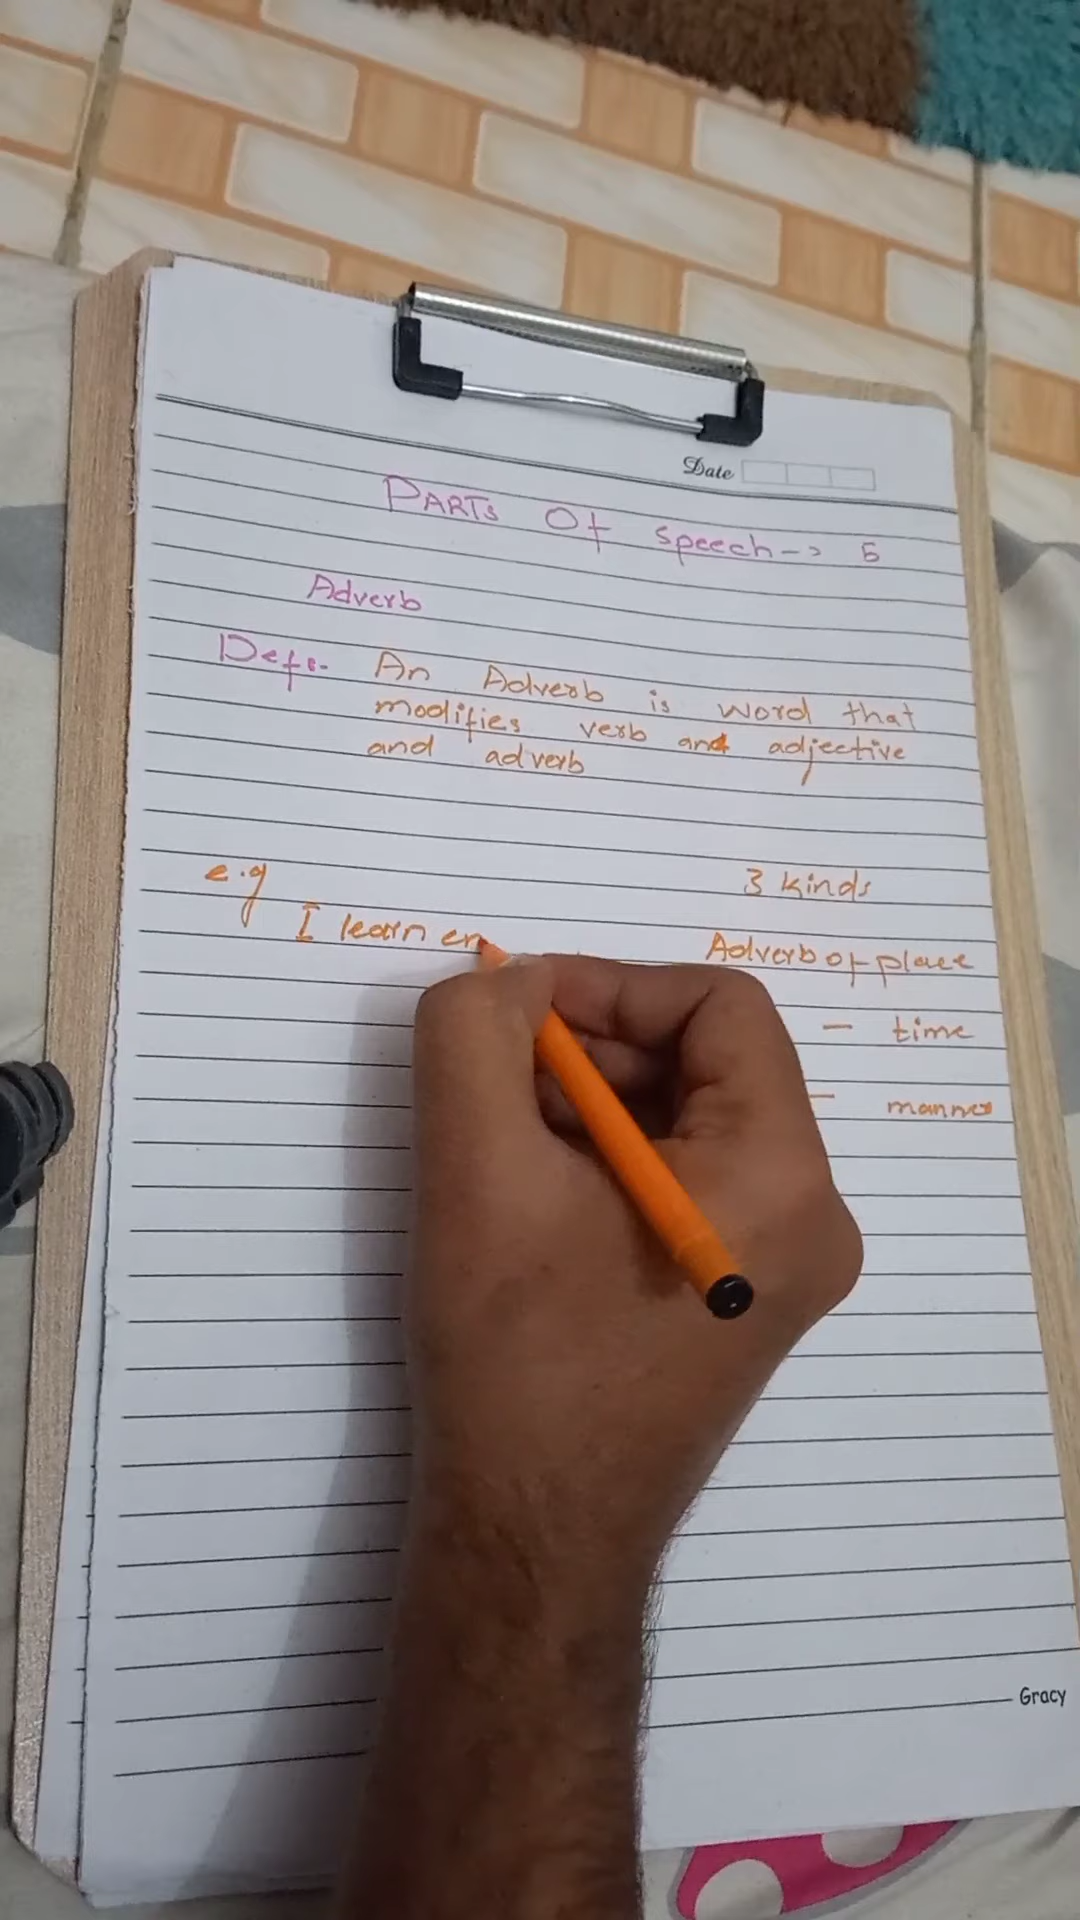 Date
PARTS Of speech --> 5
Adverb
Def:- An Adverb is word that
modifies verb and adjective
and adverb
e.g
3 kinds
I learn en
Adverb of place
- time
- manner
Gracy